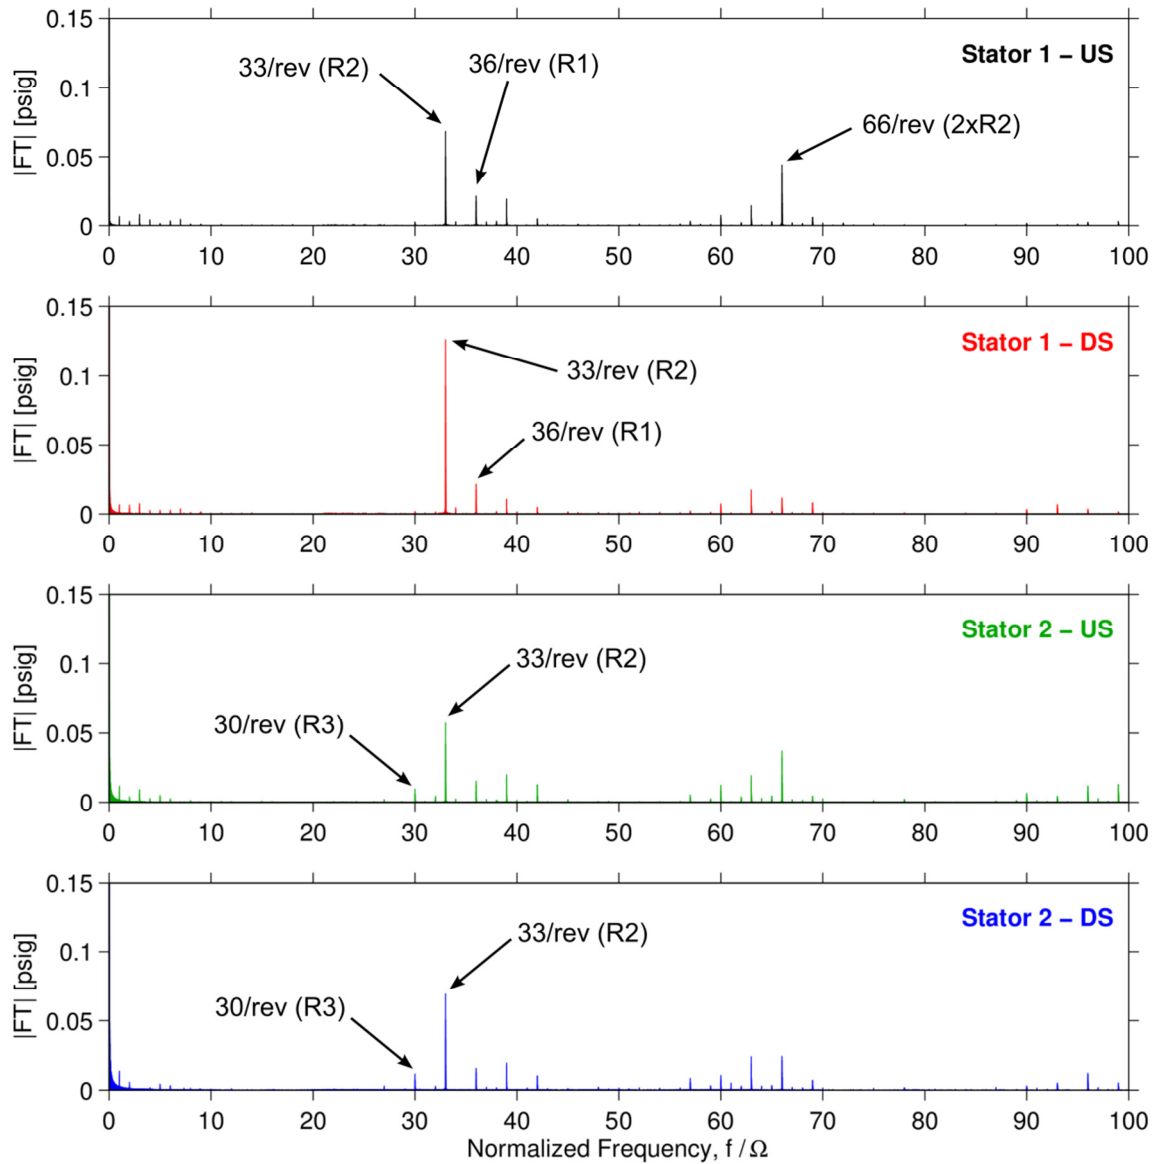 0.15
Stator 1 – US
33/rev (R2)
36/rev (R1)
0.1
66/rev (2xR2)
0.05
0
|FT| [psig]
0 10 20 30 40 50 60 70 80 90 100
0.15
Stator 1 – DS
33/rev (R2)
0.1
36/rev (R1)
0.05
0
|FT| [psig]
0 10 20 30 40 50 60 70 80 90 100
0.15
Stator 2 – US
33/rev (R2)
0.1
30/rev (R3)
0.05
0
|FT| [psig]
0 10 20 30 40 50 60 70 80 90 100
0.15
Stator 2 – DS
33/rev (R2)
0.1
30/rev (R3)
0.05
0
|FT| [psig]
0 10 20 30 40 50 60 70 80 90 100
Normalized Frequency, f / Ω